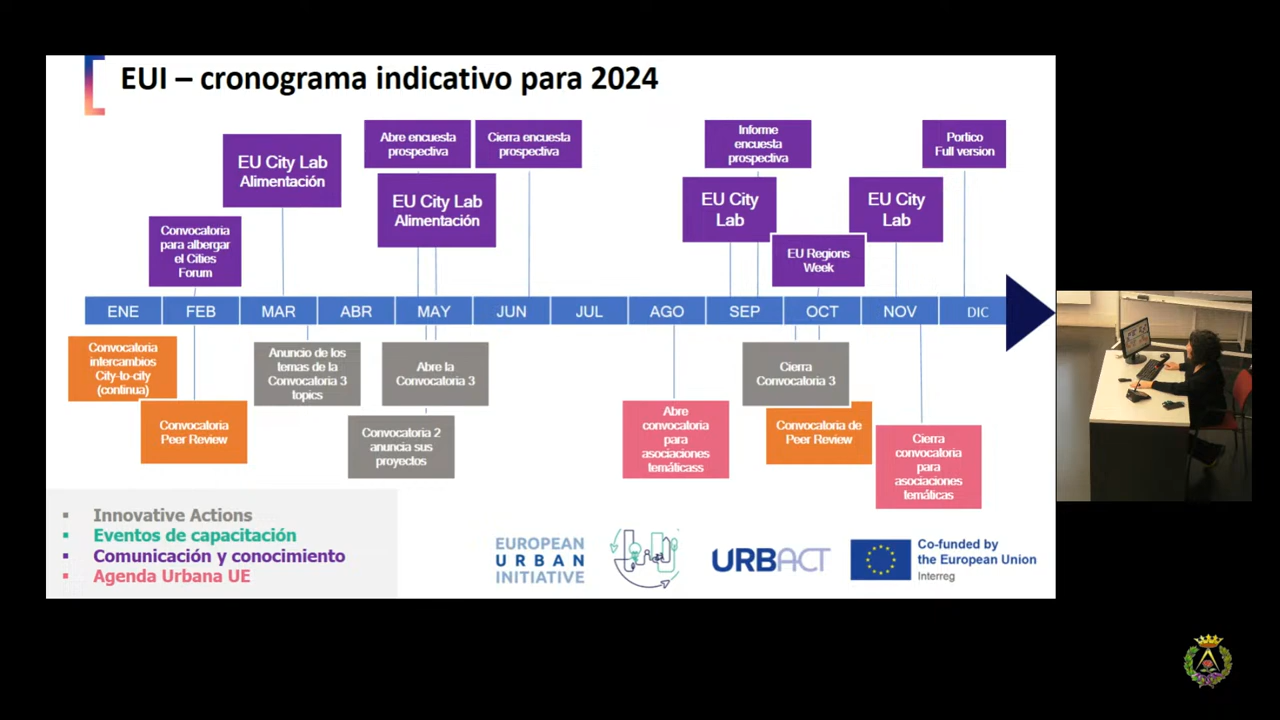 EUI – cronograma indicativo para 2024
Abre encuesta
prospectiva
Cierra encuesta
prospectiva
Informe
encuesta
prospectiva
Portico
Full version
EU City Lab
Alimentación
EU City Lab
Alimentación
EU City
Lab
EU City
Lab
Convocatoria
para albergar
el Cities
Forum
EU Regions
Week
ENE
FEB
MAR
ABR
MAY
JUN
JUL
AGO
SEP
OCT
NOV
DIC
Convocatoria
intercambios
City-to-city
(continua)
Anuncio de los
temas de la
Convocatoria 3
topics
Abre la
Convocatoria 3
Cierra
Convocatoria 3
Convocatoria
Peer Review
Convocatoria 2
anuncia sus
proyectos
Abre
convocatoria
para
asociaciones
temáticass
Convocatoria de
Peer Review
Cierra
convocatoria
para
asociaciones
temáticas
▪ Innovative Actions
▪ Eventos de capacitación
▪ Comunicación y conocimiento
▪ Agenda Urbana UE
EUROPEAN
URBAN
INITIATIVE
URBACT
Co-funded by
the European Union
Interreg